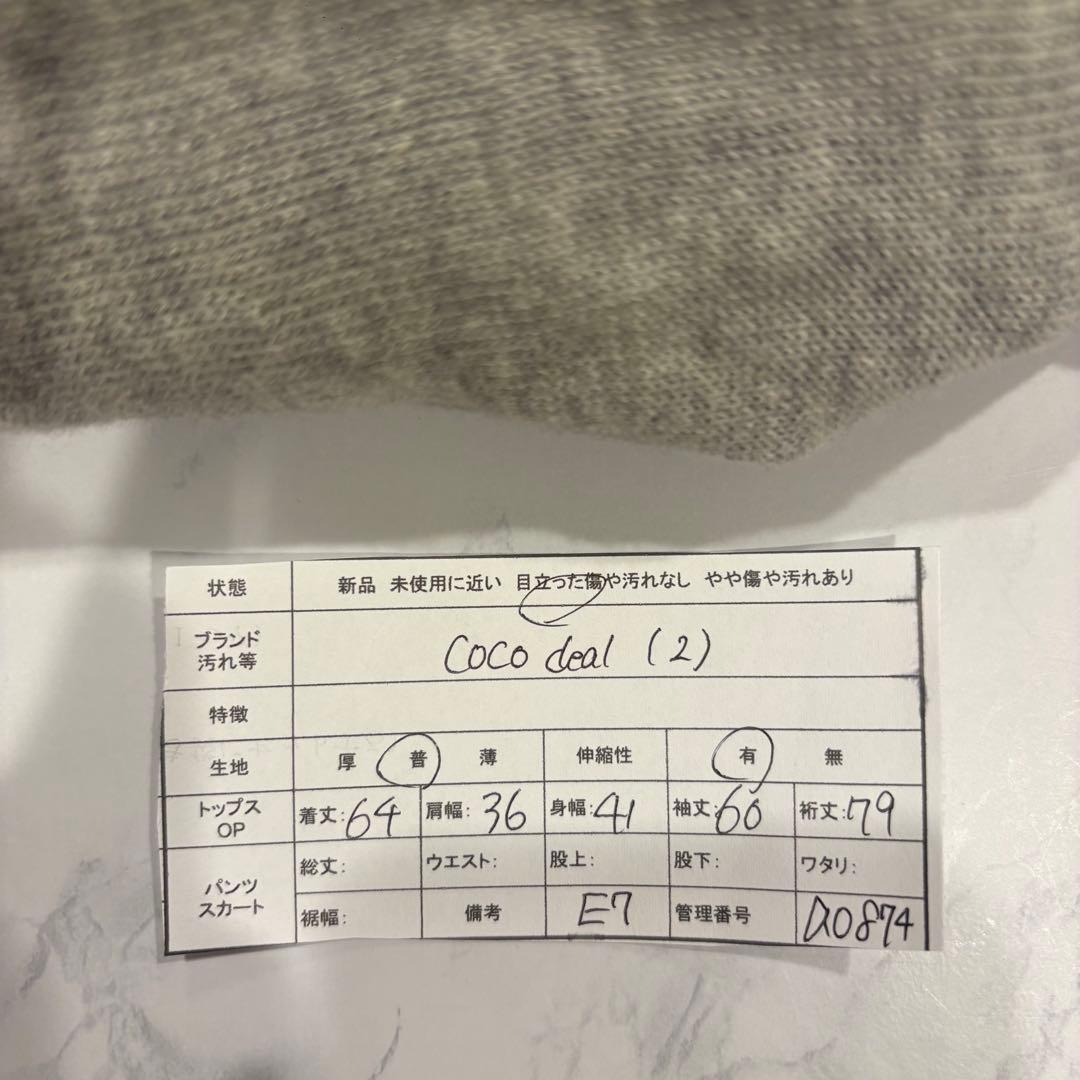 状態 新品 未使用に近い 目立った傷や汚れなし やや傷や汚れあり
ブランド
汚れ等
coco deal (2)
特徴
生地 厚 普 薄 伸縮性 有 無
トップス
OP
着丈:64 肩幅:36 身幅:41 袖丈:60 裄丈:79
パンツ
スカート
総丈: ウエスト: 股上: 股下: ワタリ:
裾幅: 備考 E7 管理番号 a0874